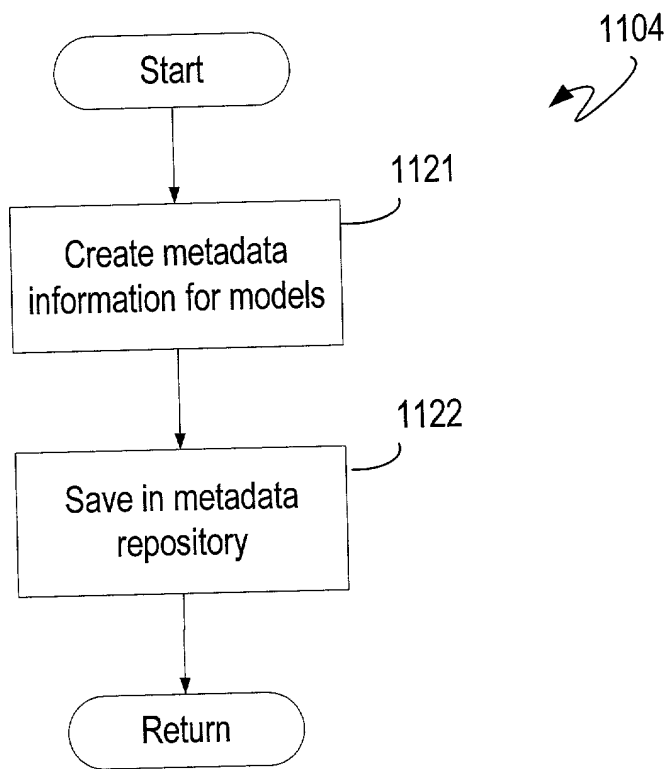 1104
Start
1121
Create metadata
information for models
1122
Save in metadata
repository
Return